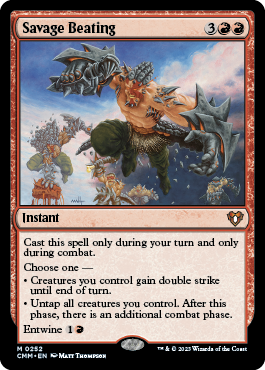 Savage Beating 3
Instant
Cast this spell only during your turn and only
during combat.
Choose one —
• Creatures you control gain double strike
until end of turn.
• Untap all creatures you control. After this
phase, there is an additional combat phase.
Entwine 1
M 0252
CMM • EN Matt Thompson
™ & © 2023 Wizards of the Coast